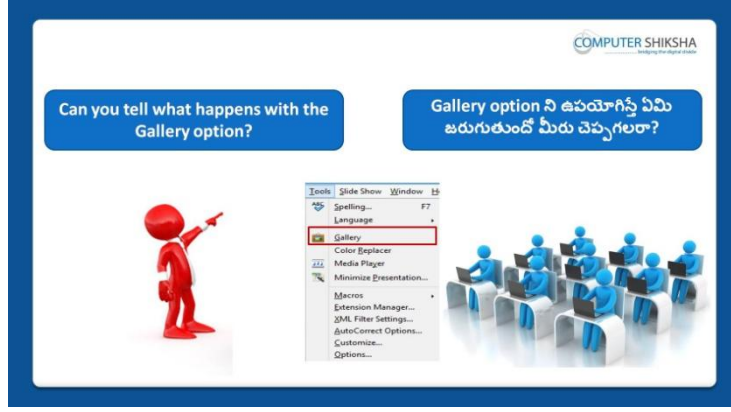 COMPUTER SHIKSHA
Bridging the digital divide
Can you tell what happens with the
Gallery option?
Gallery option ని ఉపయోగిస్తే ఏమి
జరుగుతుందో మీరు చెప్పగలరా?
Tools Slide Show Window H
Spelling... F7
Language
Gallery
Color Replacer
Media Player
Minimize Presentation...
Macros
Extension Manager...
XML Filter Settings...
AutoCorrect Options...
Customize...
Options...